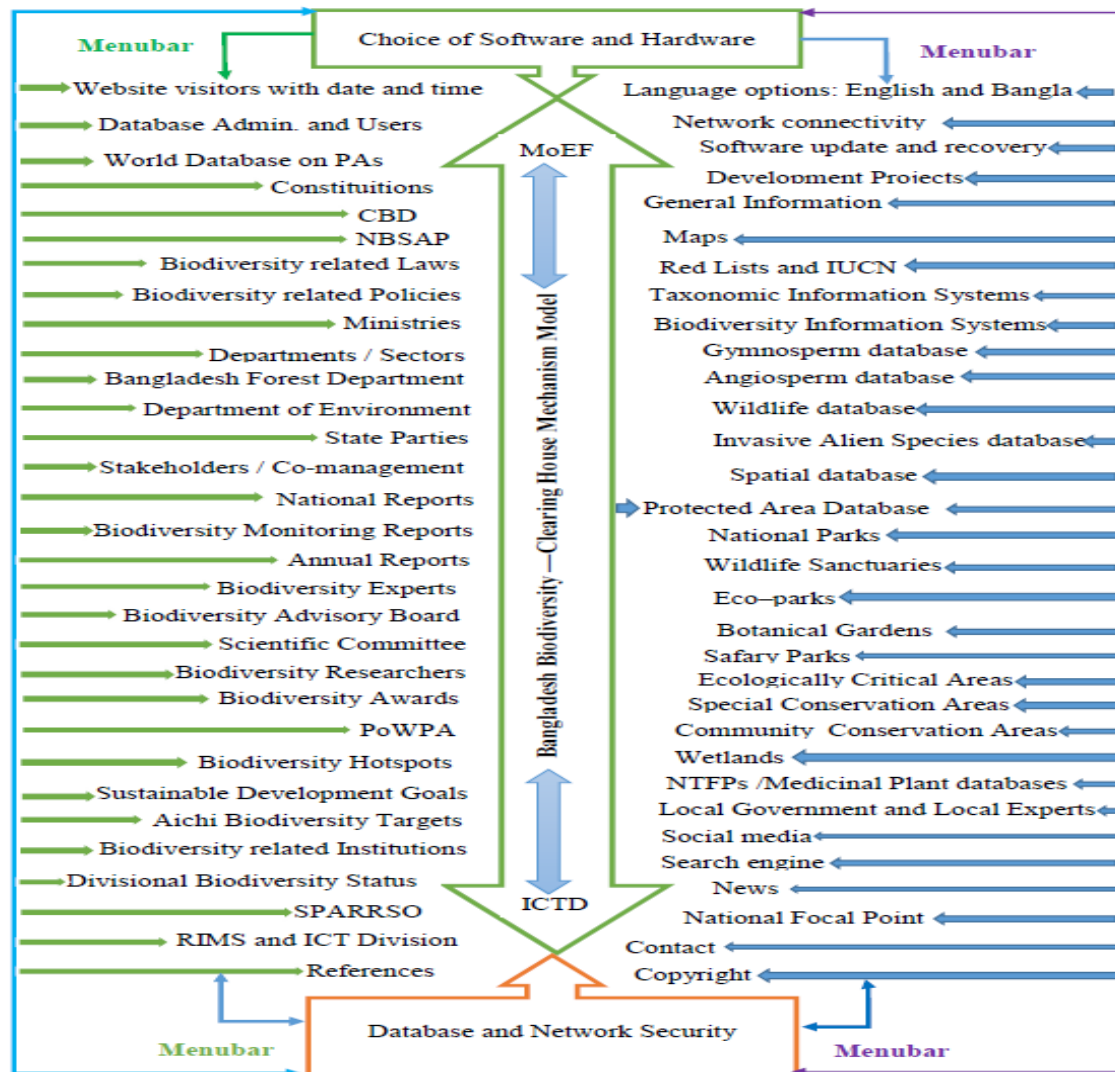 Choice of Software and Hardware
Menubar
Website visitors with date and time
Database Admin. and Users
World Database on PAs
Constituitions
CBD
NBSAP
Biodiversity related Laws
Biodiversity related Policies
Ministries
Departments / Sectors
Bangladesh Forest Department
Department of Environment
State Parties
Stakeholders / Co-management
National Reports
Biodiversity Monitoring Reports
Annual Reports
Biodiversity Experts
Biodiversity Advisory Board
Scientific Committee
Biodiversity Researchers
Biodiversity Awards
PoWPA
Biodiversity Hotspots
Sustainable Development Goals
Aichi Biodiversity Targets
Biodiversity related Institutions
Divisional Biodiversity Status
SPARRSO
RIMS and ICT Division
References
Menubar
MoEF
Bangladesh Biodiversity—Clearing House Mechanism Model
ICTD
Menubar
Language options: English and Bangla
Network connectivity
Software update and recovery
Development Projects
General Information
Maps
Red Lists and IUCN
Taxonomic Information Systems
Biodiversity Information Systems
Gymnosperm database
Angiosperm database
Wildlife database
Invasive Alien Species database
Spatial database
Protected Area Database
National Parks
Wildlife Sanctuaries
Eco–parks
Botanical Gardens
Safary Parks
Ecologically Critical Areas
Special Conservation Areas
Community Conservation Areas
Wetlands
NTFPs /Medicinal Plant databases
Local Government and Local Experts
Social media
Search engine
News
National Focal Point
Contact
Copyright
Menubar
Database and Network Security